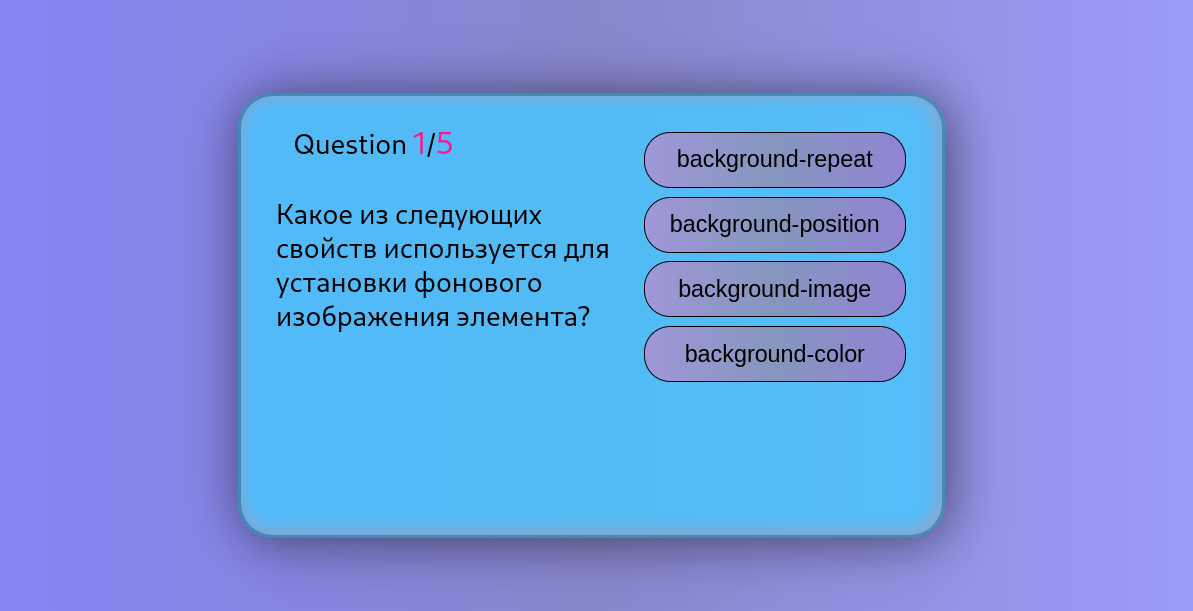 Question 1/5
Какое из следующих
свойств используется для
установки фонового
изображения элемента?
background-repeat
background-position
background-image
background-color